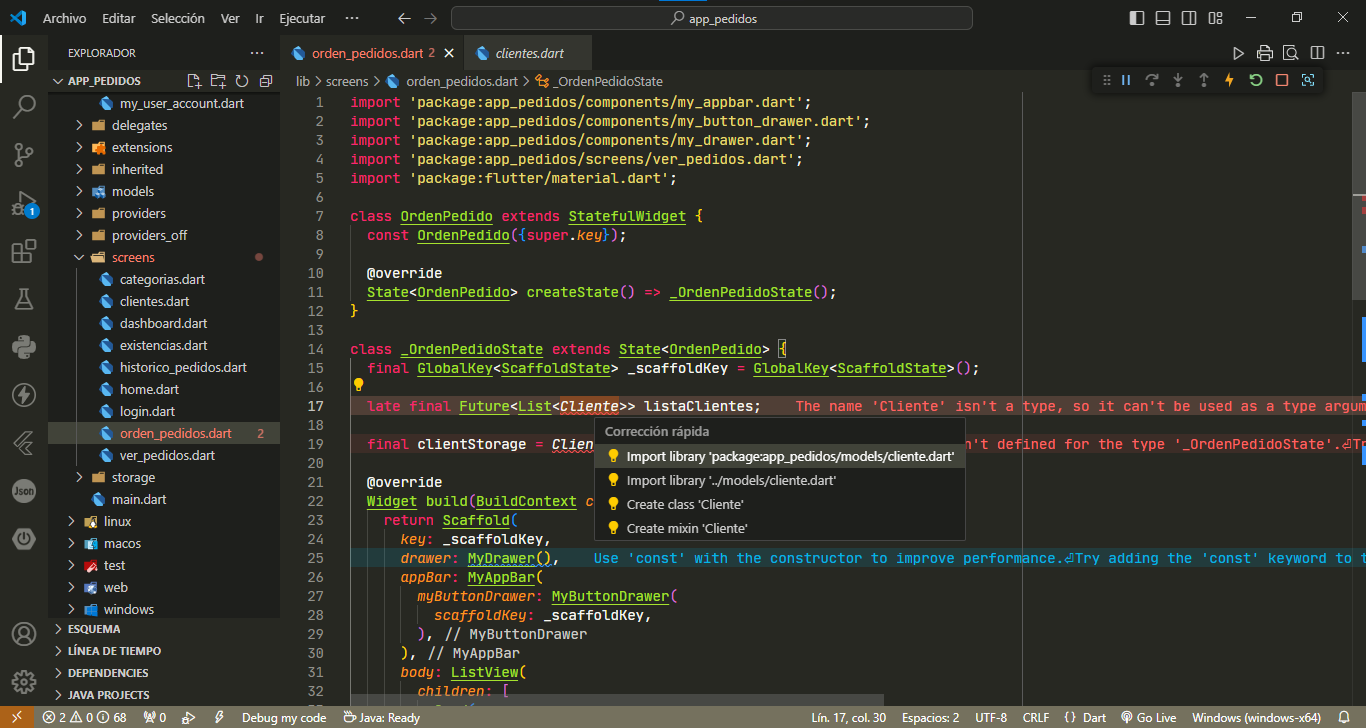 Archivo Editar Selección Ver Ir Ejecutar ··· app_pedidos
EXPLORADOR ···
APP_PEDIDOS
my_user_account.dart
delegates
extensions
inherited
models
providers
providers_off
screens
categorias.dart
clientes.dart
dashboard.dart
existencias.dart
historico_pedidos.dart
home.dart
login.dart
orden_pedidos.dart 2
ver_pedidos.dart
storage
main.dart
linux
macos
test
web
windows
ESQUEMA
LÍNEA DE TIEMPO
DEPENDENCIES
JAVA PROJECTS
1
Json
orden_pedidos.dart 2 clientes.dart
lib > screens > orden_pedidos.dart > _OrdenPedidoState
1 import 'package:app_pedidos/components/my_appbar.dart';
2 import 'package:app_pedidos/components/my_button_drawer.dart';
3 import 'package:app_pedidos/components/my_drawer.dart';
4 import 'package:app_pedidos/screens/ver_pedidos.dart';
5 import 'package:flutter/material.dart';
6
7 class OrdenPedido extends StatefulWidget {
8 const OrdenPedido({super.key});
9
10 @override
11 State<OrdenPedido> createState() => _OrdenPedidoState();
12 }
13
14 class _OrdenPedidoState extends State<OrdenPedido> {
15 final GlobalKey<ScaffoldState> _scaffoldKey = GlobalKey<ScaffoldState>();
16
17 late final Future<List<Cliente>> listaClientes; The name 'Cliente' isn't a type, so it can't be used as a type argum
18
19 final clientStorage = Clien n't defined for the type '_OrdenPedidoState'.⏎Tr
20
21 @override
22 Widget build(BuildContext c
23 return Scaffold(
24 key: _scaffoldKey,
25 drawer: MyDrawer(), Use 'const' with the constructor to improve performance.⏎Try adding the 'const' keyword to t
26 appBar: MyAppBar(
27 myButtonDrawer: MyButtonDrawer(
28 scaffoldKey: _scaffoldKey,
29 ), // MyButtonDrawer
30 ), // MyAppBar
31 body: ListView(
32 children: [
Corrección rápida
Import library 'package:app_pedidos/models/cliente.dart'
Import library '../models/cliente.dart'
Create class 'Cliente'
Create mixin 'Cliente'
2 0 68 0 Debug my code Java: Ready Lín. 17, col. 30 Espacios: 2 UTF-8 CRLF {} Dart Go Live Windows (windows-x64)